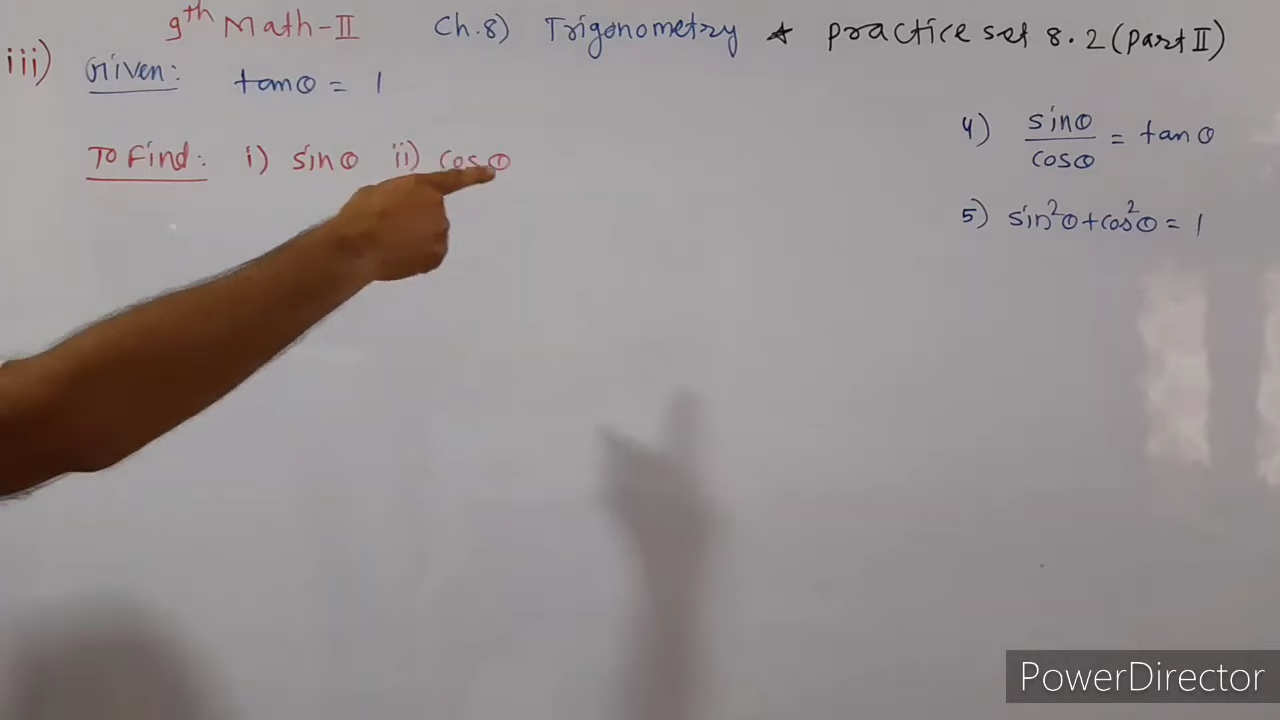 9th Math-II Ch.8) Trigonometry ★ practice set 8.2 (part II)
iii) Given: tanθ = 1
To Find: i) sinθ ii) cosθ
4) sinθ/cosθ = tanθ
5) sin²θ + cos²θ = 1
PowerDirector